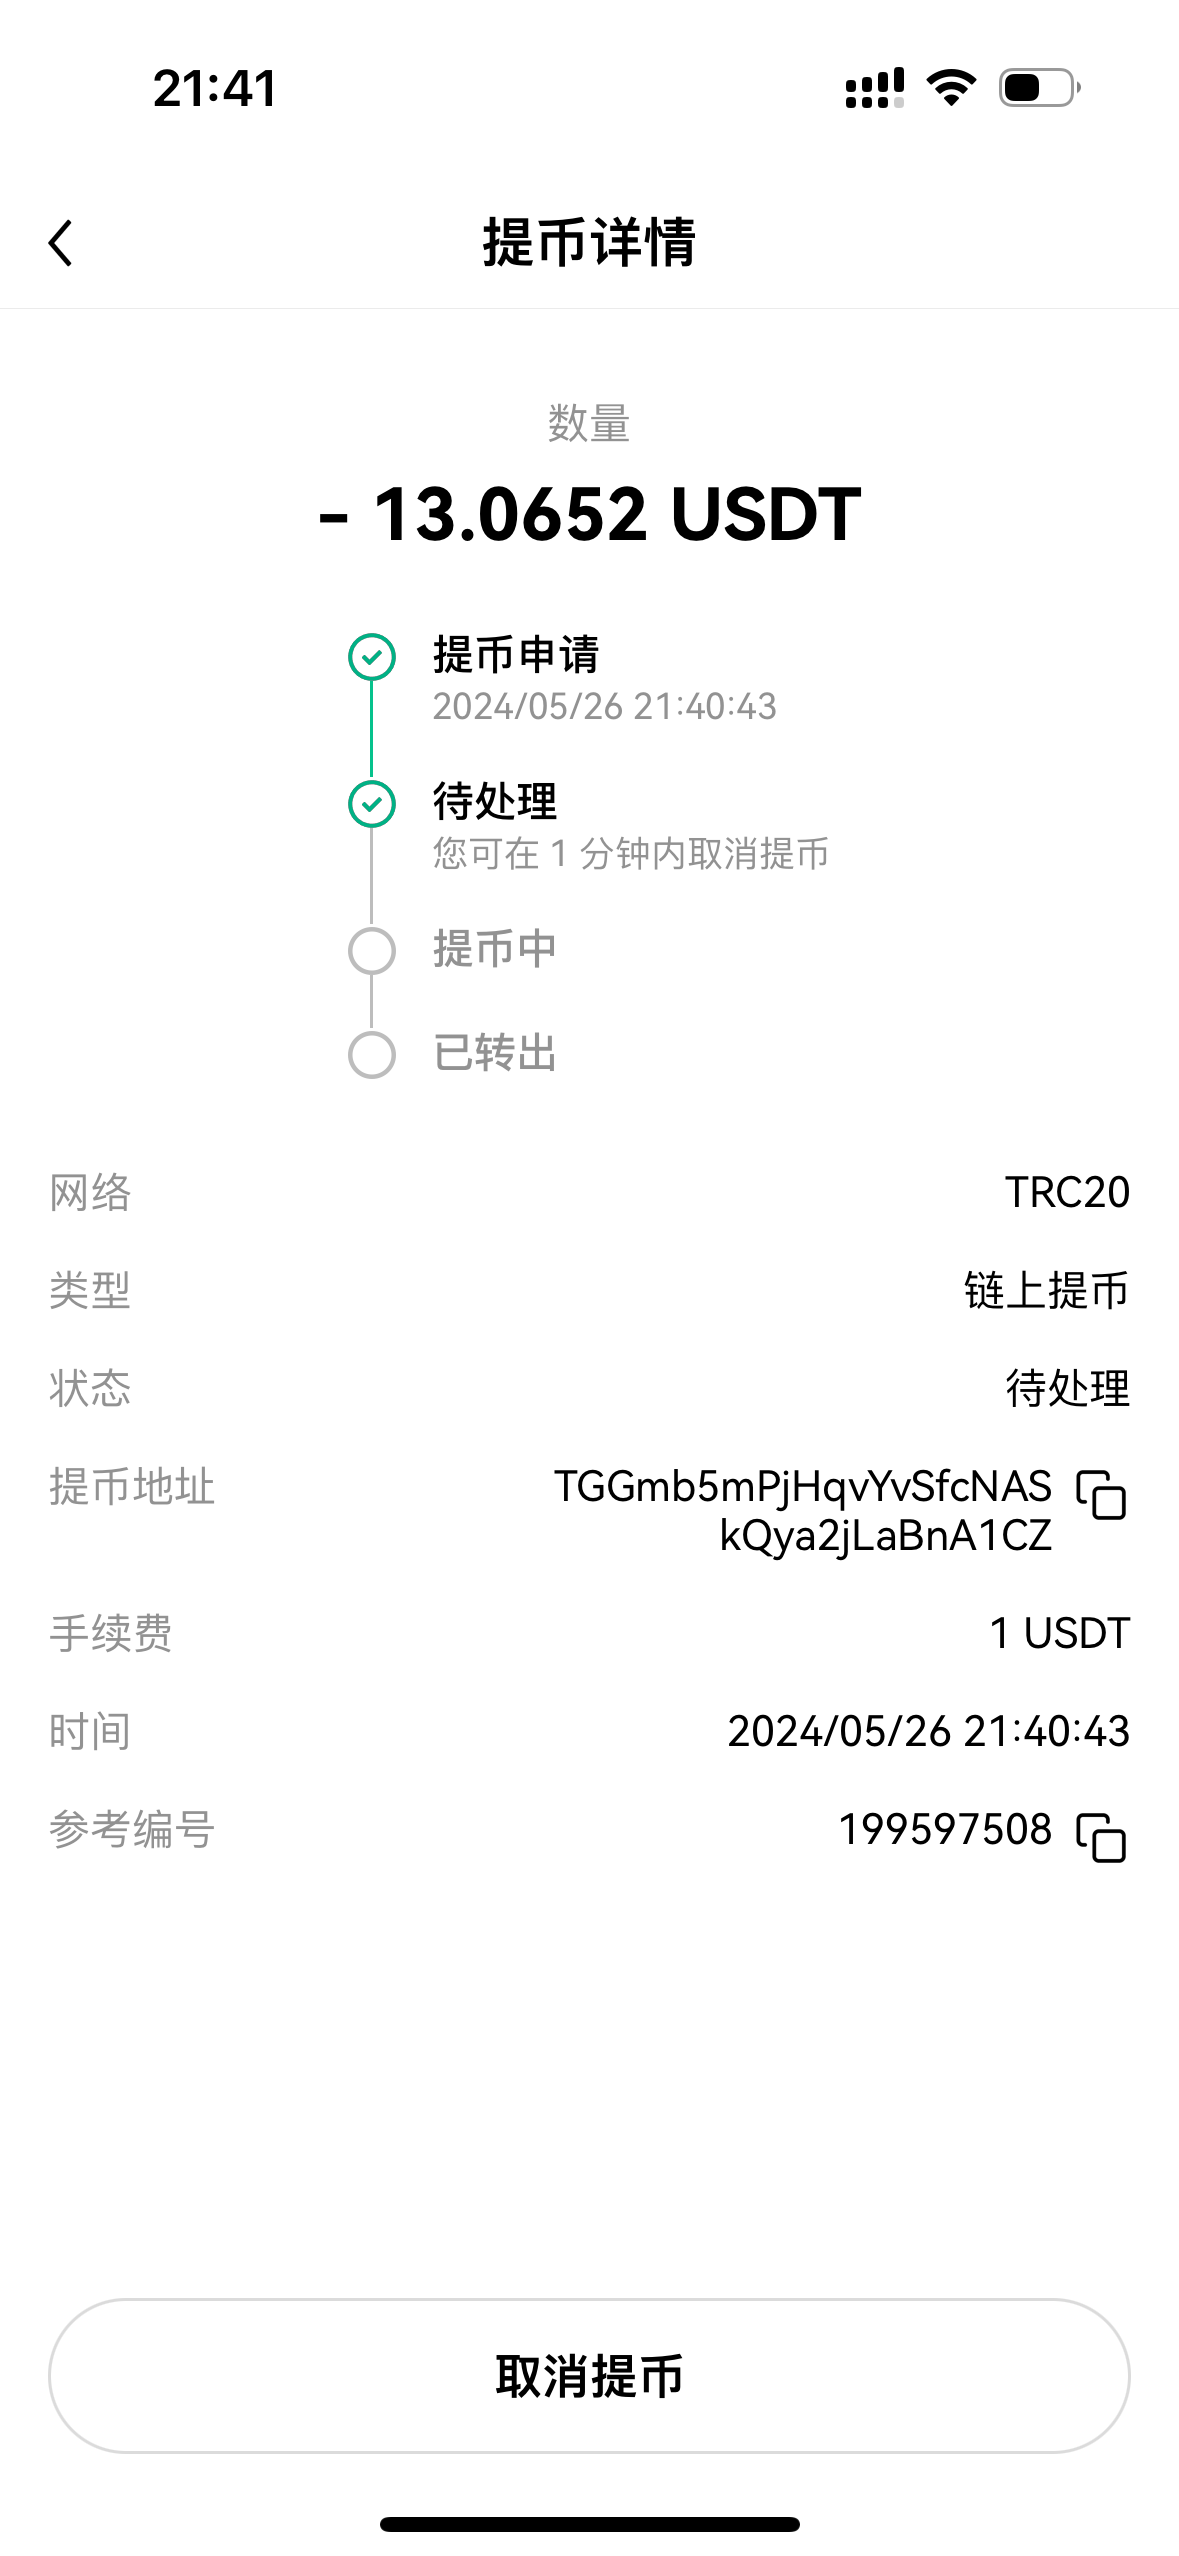 21:41
提币详情
数量
- 13.0652 USDT
提币申请
2024/05/26 21:40:43
待处理
您可在 1 分钟内取消提币
提币中
已转出
网络 TRC20
类型 链上提币
状态 待处理
提币地址 TGGmb5mPjHqvYvSfcNAS
kQya2jLaBnA1CZ
手续费 1 USDT
时间 2024/05/26 21:40:43
参考编号 199597508
取消提币